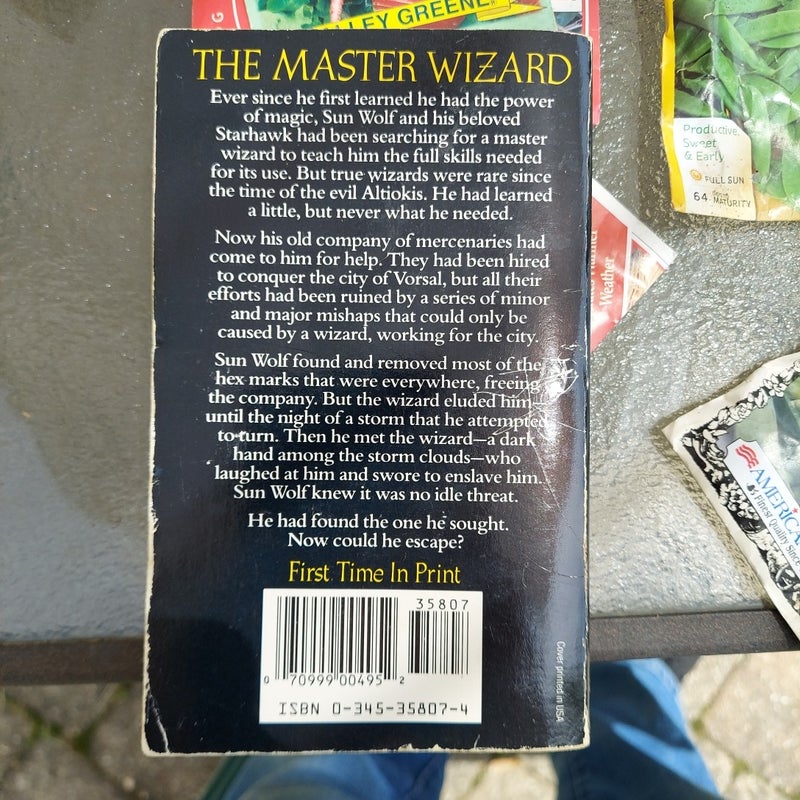 LLEY GREENE
G
THE MASTER WIZARD
Ever since he first learned he had the power
of magic, Sun Wolf and his beloved
Starhawk had been searching for a master
wizard to teach him the full skills needed
for its use. But true wizards were rare since
the time of the evil Altiokis. He had learned
a little, but never what he needed.
Now his old company of mercenaries had
come to him for help. They had been hired
to conquer the city of Vorsal, but all their
efforts had been ruined by a series of minor
and major mishaps that could only be
caused by a wizard, working for the city.
Sun Wolf found and removed most of the
hex marks that were everywhere, freeing
the company. But the wizard eluded him—
until the night of a storm that he attempted
to turn. Then he met the wizard—a dark
hand among the storm clouds—who
laughed at him and swore to enslave him.
Sun Wolf knew it was no idle threat.
He had found the one he sought.
Now could he escape?
First Time In Print
35807
0 70999 00495 2
ISBN 0-345-35807-4
Cover printed in USA
Productive,
Sweet
& Early
FULL SUN
64 DAYS TO MATURITY
Weather
AMERICA
's Finest Quality Since